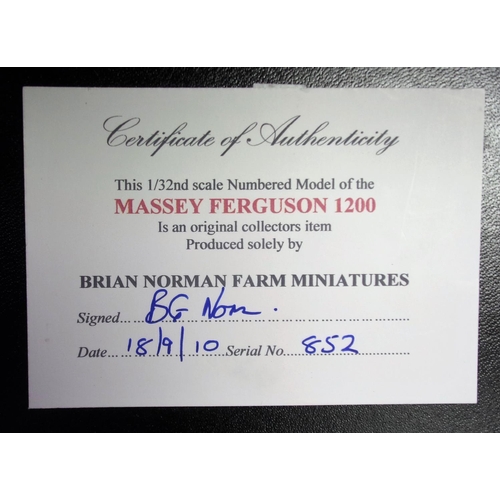 Certificate of Authenticity
This 1/32nd scale Numbered Model of the
MASSEY FERGUSON 1200
Is an original collectors item
Produced solely by
BRIAN NORMAN FARM MINIATURES
Signed... BG Norm .
Date... 18/9/10 Serial No. 852